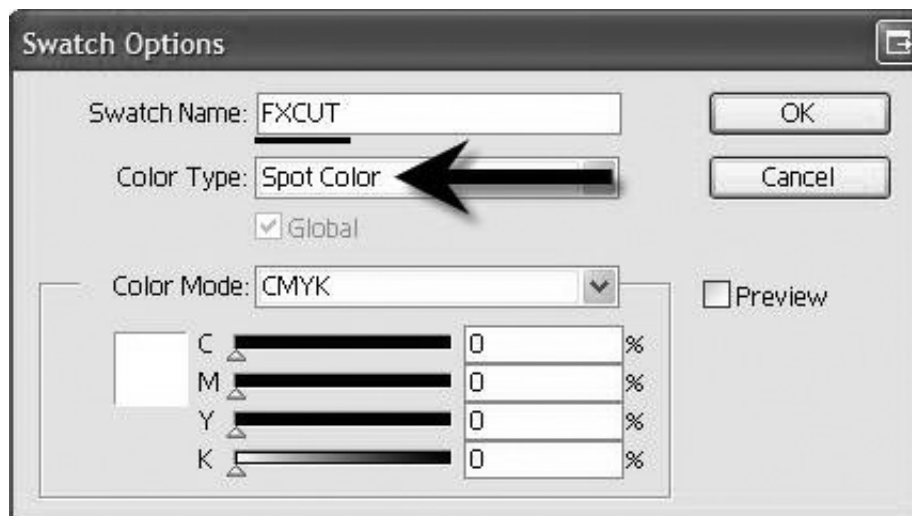 Swatch Options
Swatch Name: FXCUT OK
Color Type: Spot Color Cancel
Global
Color Mode: CMYK Preview
C 0 %
M 0 %
Y 0 %
K 0 %